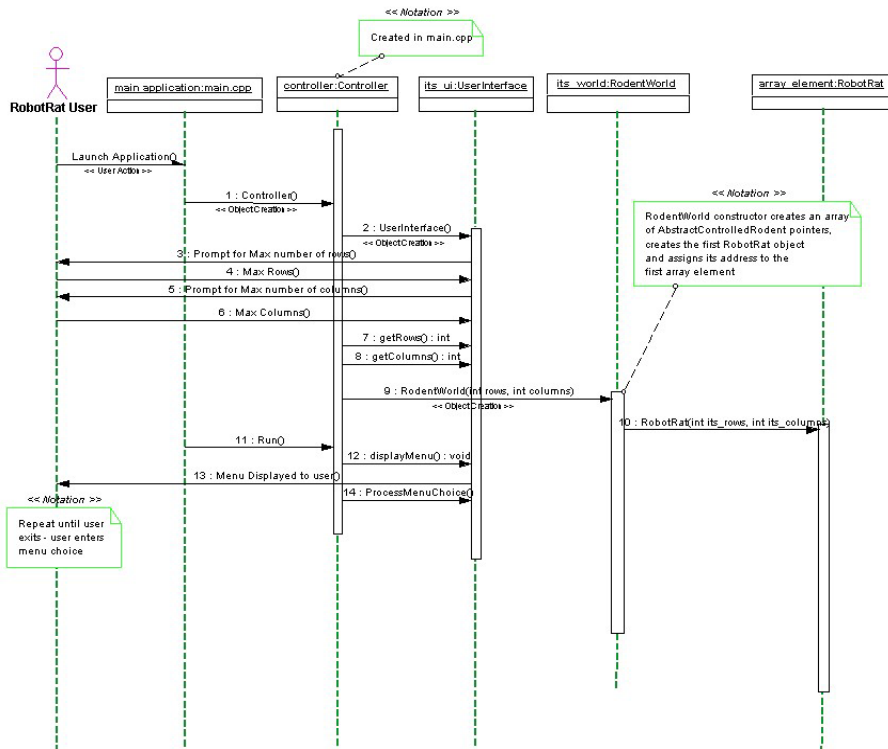 << Notation >>
Created in main.cpp
RobotRat User
main application:main.cpp
controller:Controller
its_ui:UserInterface
its_world:RodentWorld
array_element:RobotRat
Launch Application()
<< User Action >>
1 : Controller()
<< ObjectCreation >>
2 : UserInterface()
<< ObjectCreation >>
3 : Prompt for Max number of rows()
4 : Max Rows()
5 : Prompt for Max number of columns()
6 : Max Columns()
7 : getRows() : int
8 : getColumns() : int
<< Notation >>
RodentWorld constructor creates an array
of AbstractControlledRodent pointers,
creates the first RobotRat object
and assigns its address to the
first array element
9 : RodentWorld(int rows, int columns)
<< ObjectCreation >>
10 : RobotRat(int its_rows, int its_columns)
11 : Run()
12 : displayMenu() : void
13 : Menu Displayed to user()
14 : ProcessMenuChoice()
<< Notation >>
Repeat until user
exits - user enters
menu choice